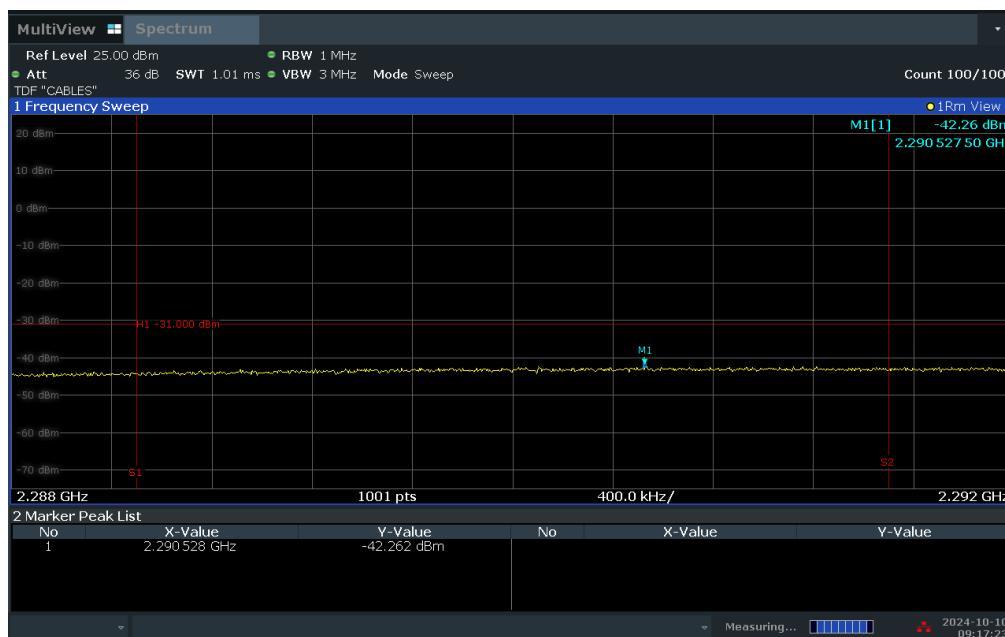 MultiView Spectrum
Ref Level 25.00 dBm RBW 1 MHz
Att 36 dB SWT 1.01 ms VBW 3 MHz Mode Sweep Count 100/100
TDF "CABLES"
1 Frequency Sweep 1Rm View
M1[1] -42.26 dBm
2.290 527 50 GH
20 dBm
10 dBm
0 dBm
-10 dBm
-20 dBm
-30 dBm
H1 -31.000 dBm
M1
-40 dBm
-50 dBm
-60 dBm
S2
-70 dBm
S1
2.288 GHz 1001 pts 400.0 kHz/ 2.292 GHz
2 Marker Peak List
No X-Value Y-Value No X-Value Y-Value
1 2.290 528 GHz -42.262 dBm
Measuring...
2024-10-1
09:17:2